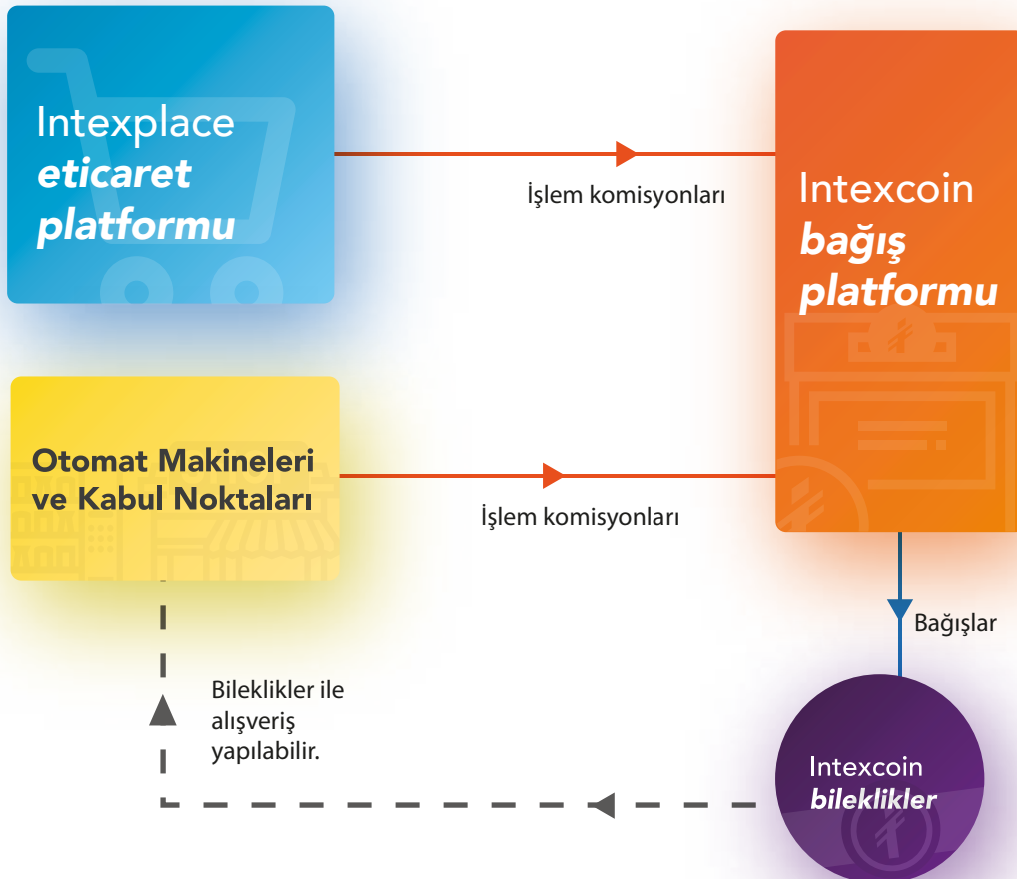 Intexplace
eticaret
platformu
İşlem komisyonları
Intexcoin
bağış
platformu
Otomat Makineleri
ve Kabul Noktaları
İşlem komisyonları
Bağışlar
Bileklikler ile
alışveriş
yapılabilir.
Intexcoin
bileklikler